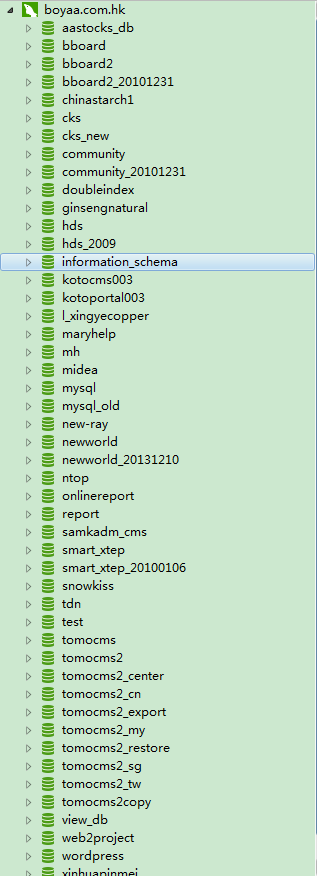 boyaa.com.hk
aastocks_db
bboard
bboard2
bboard2_20101231
chinastarch1
cks
cks_new
community
community_20101231
doubleindex
ginsengnatural
hds
hds_2009
information_schema
kotocms003
kotoportal003
l_xingyecopper
maryhelp
mh
midea
mysql
mysql_old
new-ray
newworld
newworld_20131210
ntop
onlinereport
report
samkadm_cms
smart_xtep
smart_xtep_20100106
snowkiss
tdn
test
tomocms
tomocms2
tomocms2_center
tomocms2_cn
tomocms2_export
tomocms2_my
tomocms2_restore
tomocms2_sg
tomocms2_tw
tomocms2copy
view_db
web2project
wordpress
xinhuapinmei